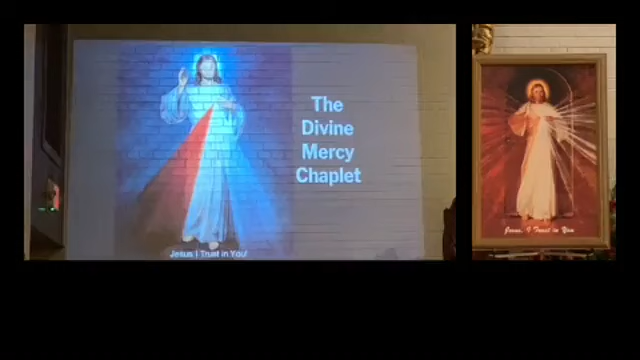 The
Divine
Mercy
Chaplet
Jesus I Trust in You!
Jesus, I Trust in You